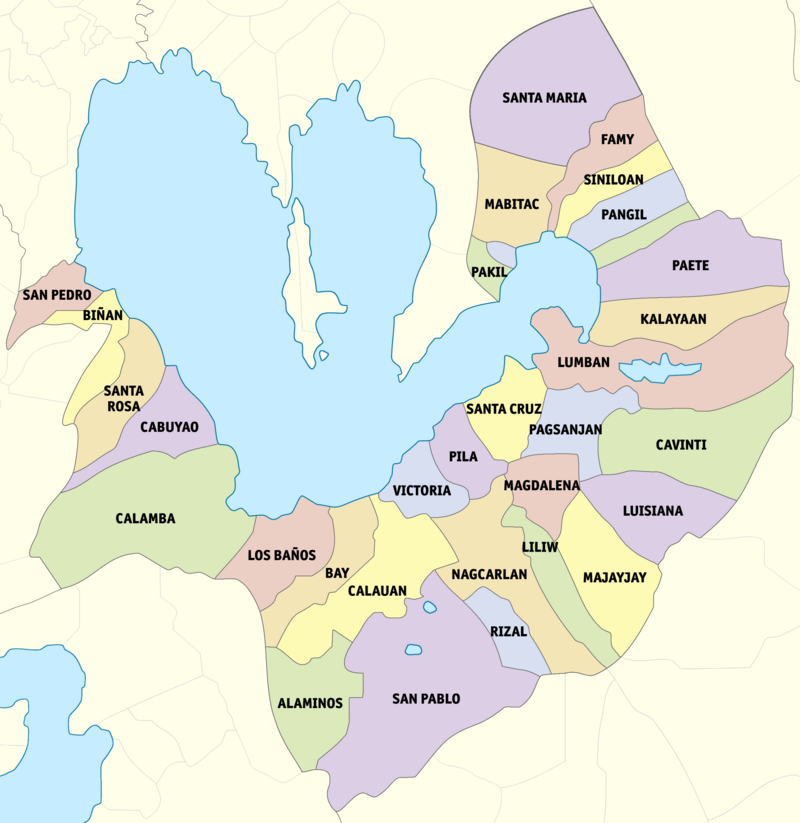 SANTA MARIA
FAMY
SINILOAN
MABITAC
PANGIL
PAKIL
PAETE
SAN PEDRO
BIÑAN
KALAYAAN
LUMBAN
SANTA
ROSA
CABUYAO
SANTA CRUZ
PAGSANJAN
CAVINTI
PILA
VICTORIA
MAGDALENA
LUISIANA
CALAMBA
LOS BAÑOS
LILIW
BAY
NAGCARLAN
MAJAYJAY
CALAUAN
RIZAL
ALAMINOS
SAN PABLO